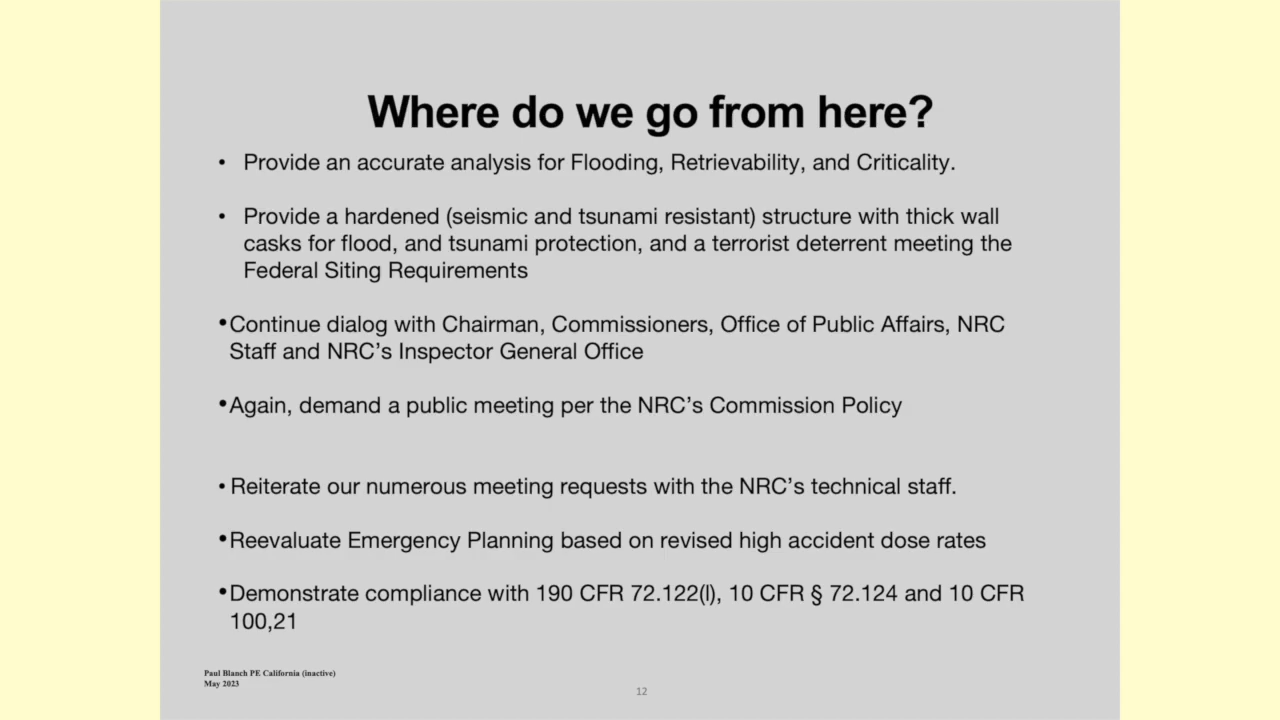 Where do we go from here?
• Provide an accurate analysis for Flooding, Retrievability, and Criticality.
• Provide a hardened (seismic and tsunami resistant) structure with thick wall
casks for flood, and tsunami protection, and a terrorist deterrent meeting the
Federal Siting Requirements
•Continue dialog with Chairman, Commissioners, Office of Public Affairs, NRC
Staff and NRC’s Inspector General Office
•Again, demand a public meeting per the NRC’s Commission Policy
• Reiterate our numerous meeting requests with the NRC’s technical staff.
•Reevaluate Emergency Planning based on revised high accident dose rates
•Demonstrate compliance with 190 CFR 72.122(l), 10 CFR § 72.124 and 10 CFR
100,21
Paul Blanch PE California (inactive)
May 2023
12